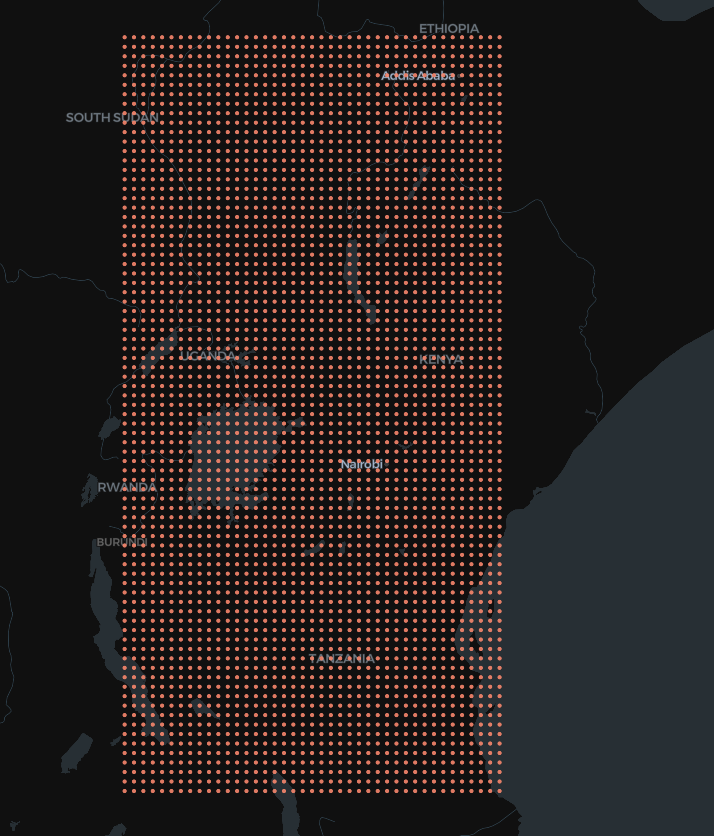 ETHIOPIA
Addis Ababa
SOUTH SUDAN
UGANDA
KENYA
Nairobi
RWANDA
BURUNDI
TANZANIA